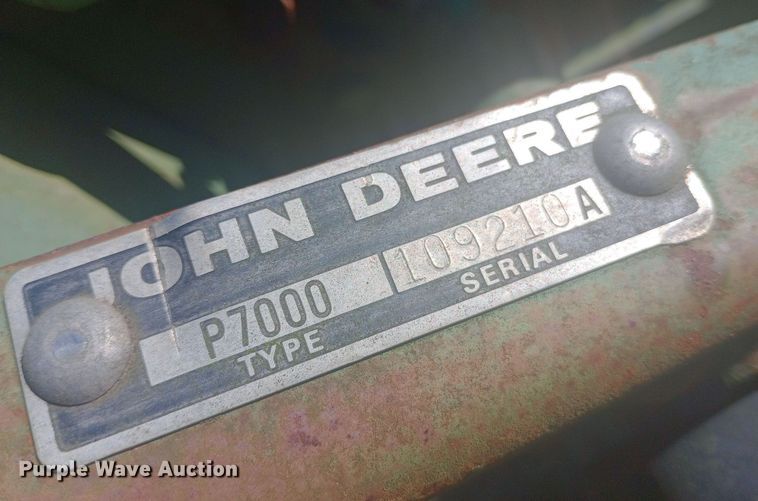 JOHN DEERE
P7000 109210A
TYPE SERIAL
Purple Wave Auction®